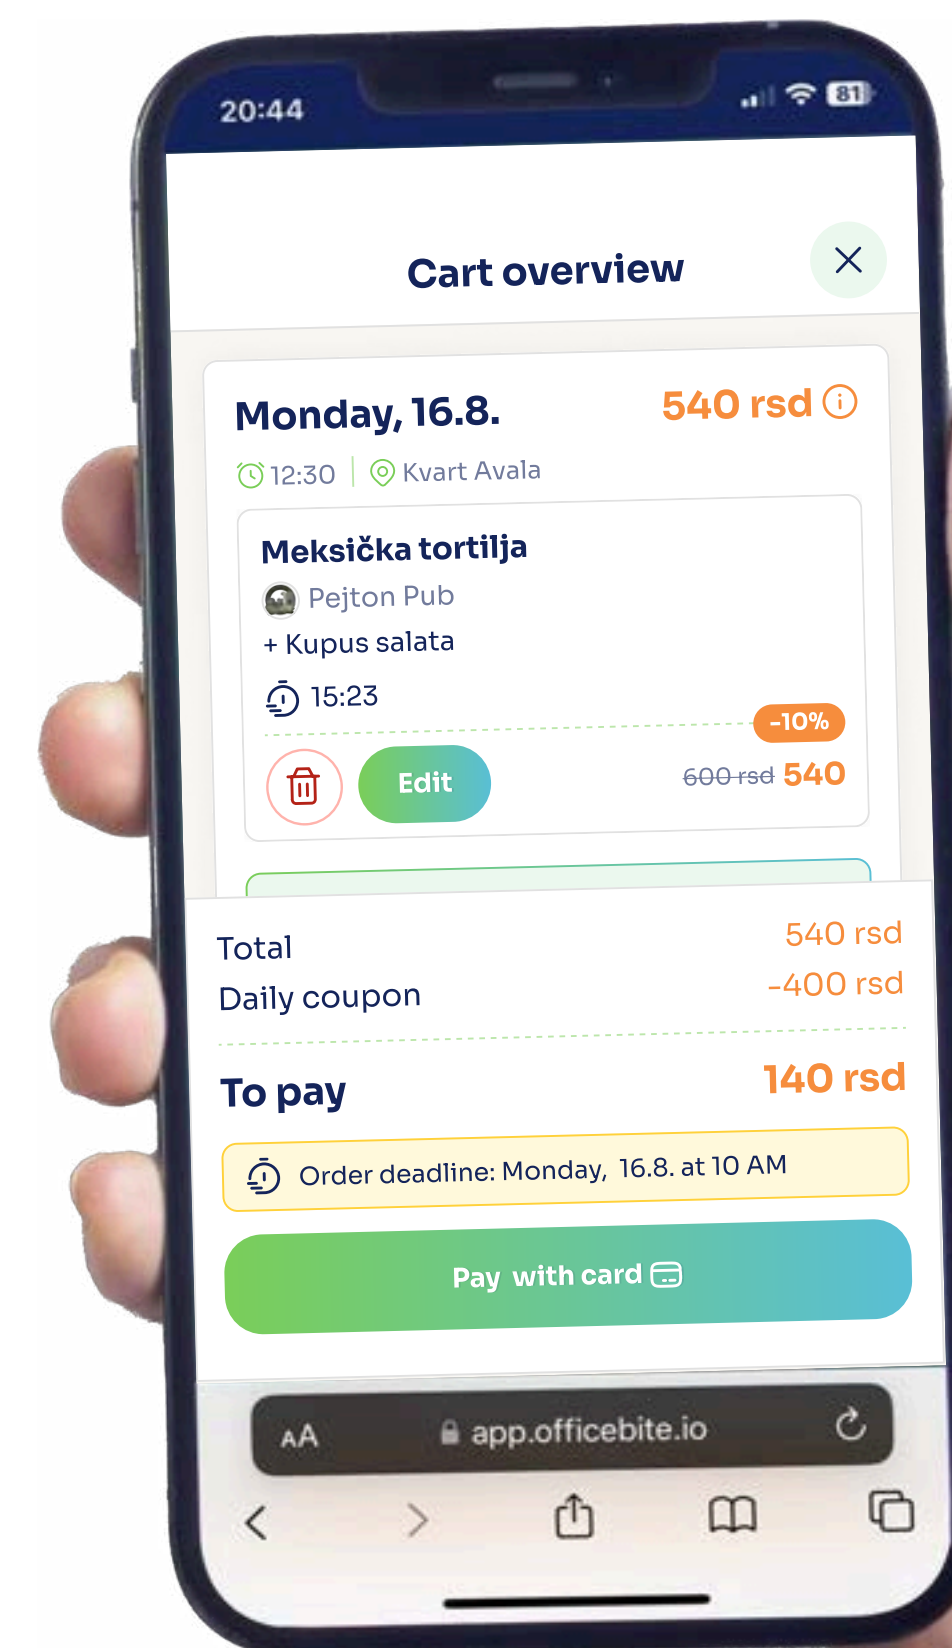 20:44
81
Cart overview
Monday, 16.8.
540 rsd
12:30 Kvart Avala
Meksička tortilja
Pejton Pub
+ Kupus salata
15:23
-10%
Edit
600 rsd 540
Total
540 rsd
Daily coupon
-400 rsd
To pay
140 rsd
Order deadline: Monday, 16.8. at 10 AM
Pay with card
AA
app.officebite.io